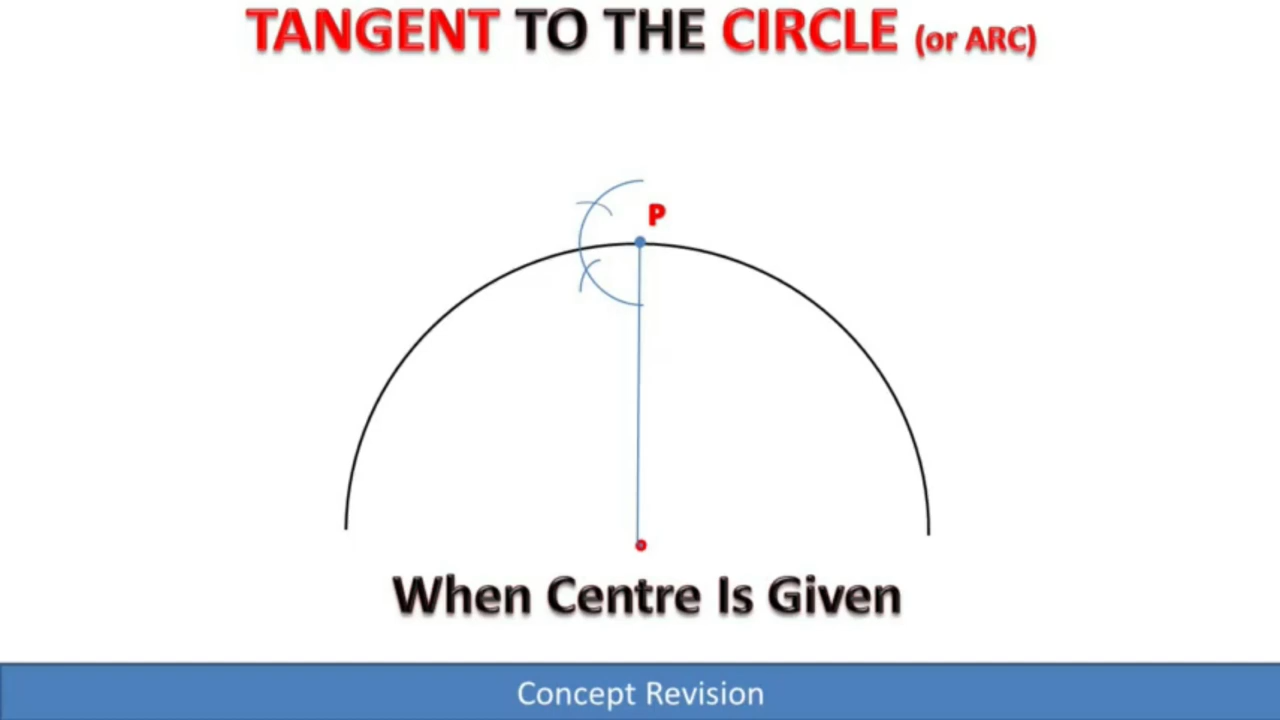 TANGENT TO THE CIRCLE (or ARC)
P
o
When Centre Is Given
Concept Revision